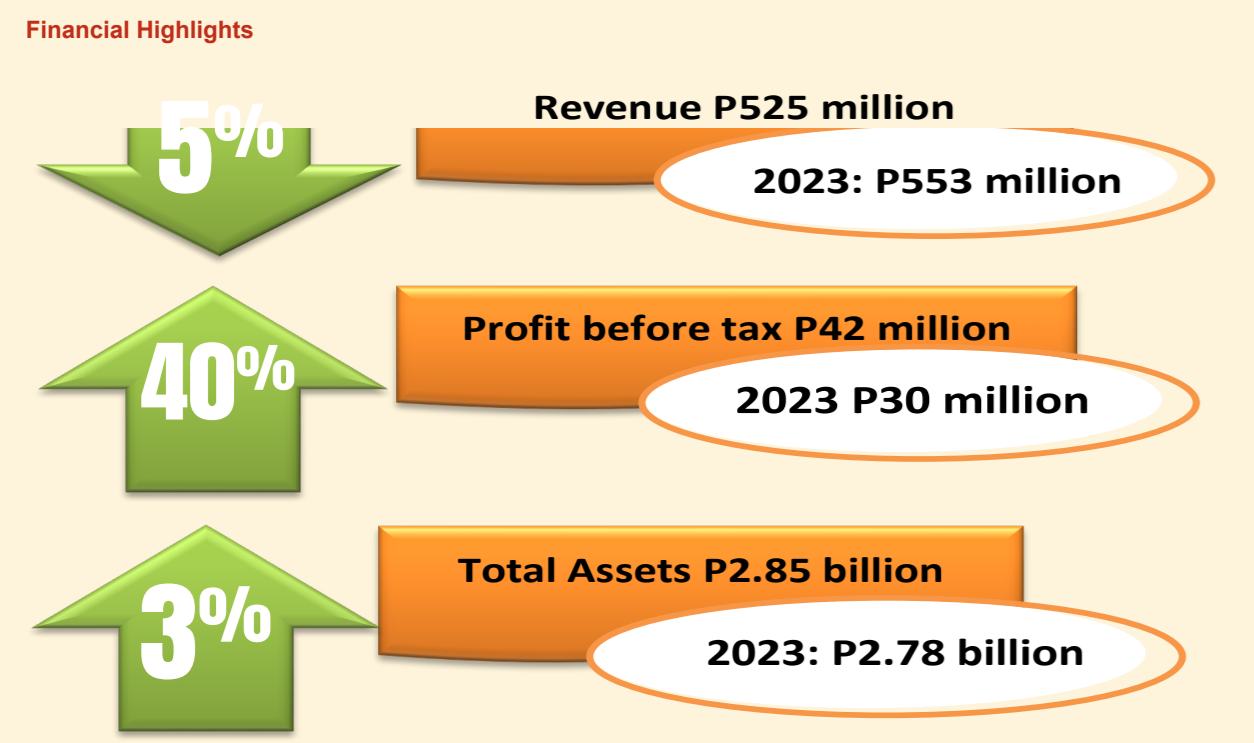 Financial Highlights
5%
Revenue P525 million
2023: P553 million
40%
Profit before tax P42 million
2023 P30 million
3%
Total Assets P2.85 billion
2023: P2.78 billion